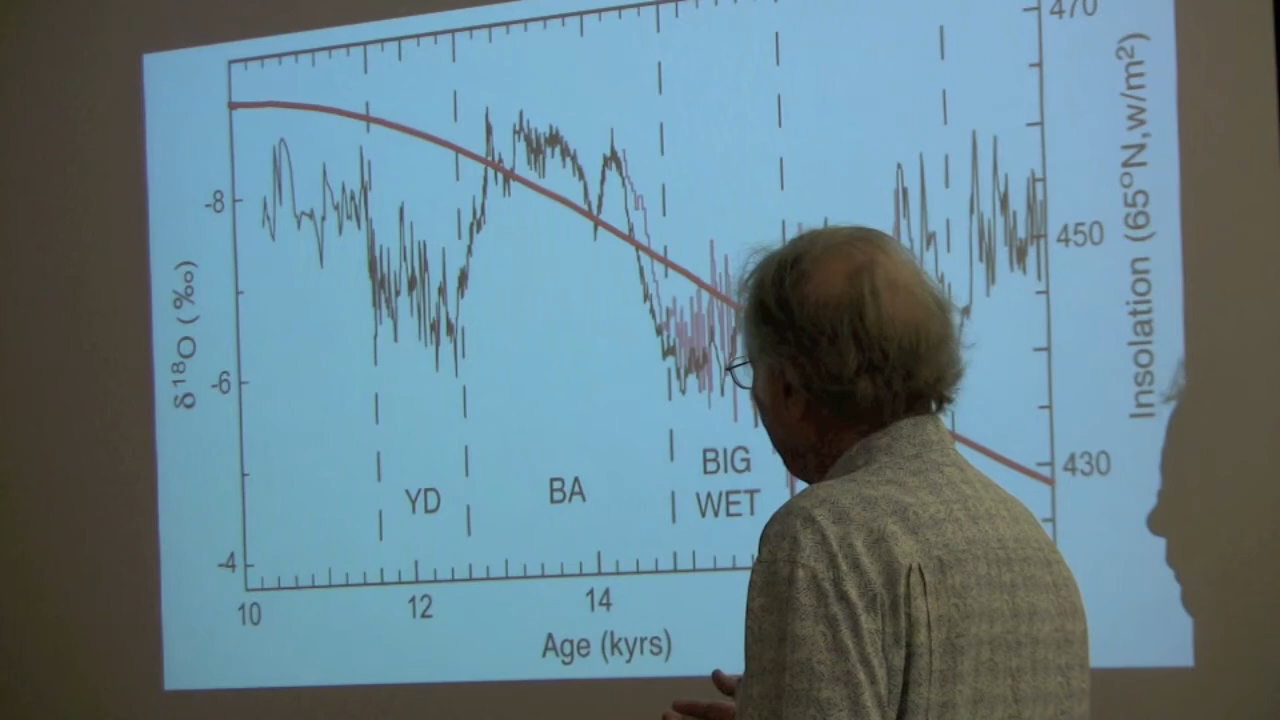 470
-8
450
δ¹⁸O (‰)
Insolation (65°N,w/m²)
-6
BIG
WET
430
YD
BA
-4
10
12
14
Age (kyrs)